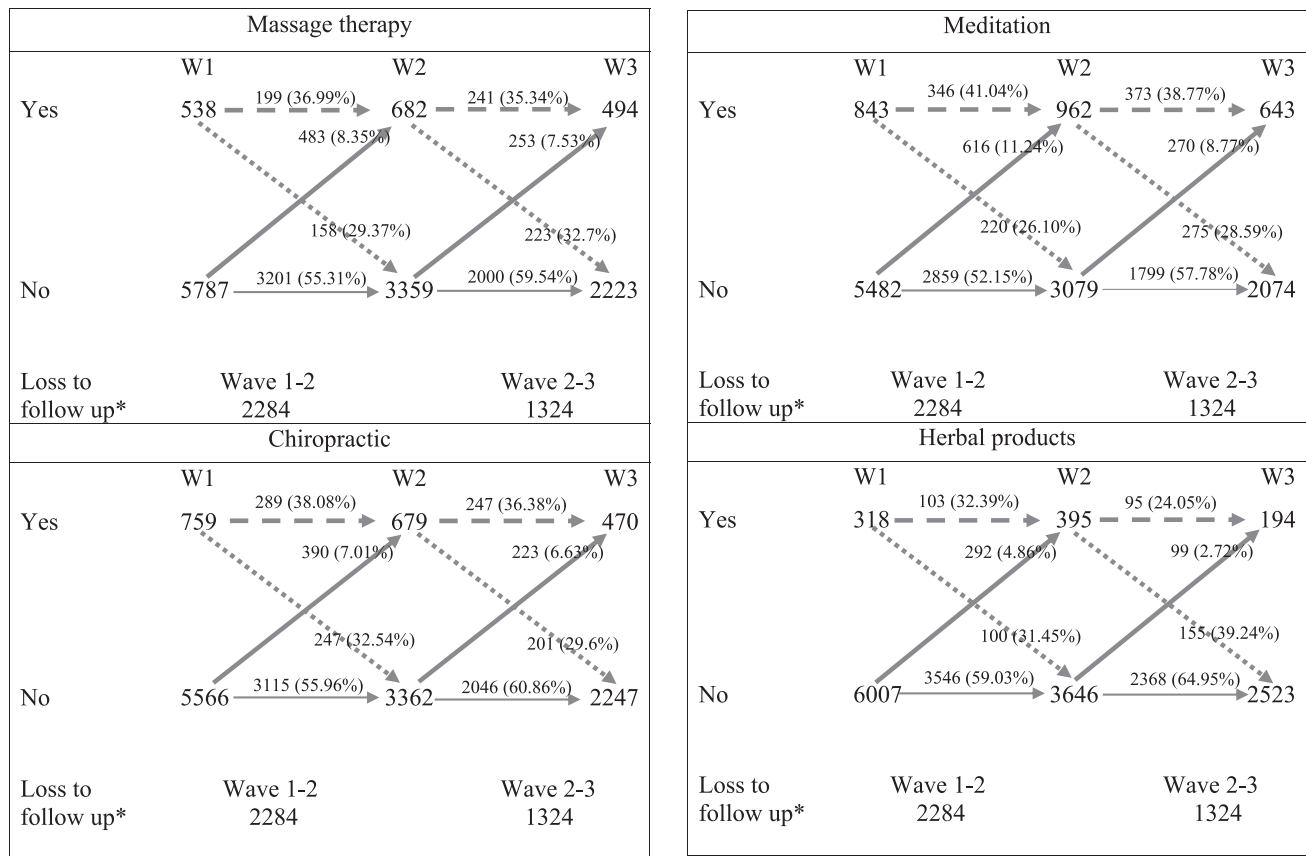 Massage therapy
W1 W2 W3
199 (36.99%) 241 (35.34%)
Yes 538 682 494
483 (8.35%) 253 (7.53%)
158 (29.37%) 223 (32.7%)
3201 (55.31%) 2000 (59.54%)
No 5787 3359 2223
Loss to Wave 1-2 Wave 2-3
follow up* 2284 1324
Meditation
W1 W2 W3
346 (41.04%) 373 (38.77%)
Yes 843 962 643
616 (11.24%) 270 (8.77%)
220 (26.10%) 275 (28.59%)
2859 (52.15%) 1799 (57.78%)
No 5482 3079 2074
Loss to Wave 1-2 Wave 2-3
follow up* 2284 1324
Chiropractic
W1 W2 W3
289 (38.08%) 247 (36.38%)
Yes 759 679 470
390 (7.01%) 223 (6.63%)
247 (32.54%) 201 (29.6%)
3115 (55.96%) 2046 (60.86%)
No 5566 3362 2247
Loss to Wave 1-2 Wave 2-3
follow up* 2284 1324
Herbal products
W1 W2 W3
103 (32.39%) 95 (24.05%)
Yes 318 395 194
292 (4.86%) 99 (2.72%)
100 (31.45%) 155 (39.24%)
3546 (59.03%) 2368 (64.95%)
No 6007 3646 2523
Loss to Wave 1-2 Wave 2-3
follow up* 2284 1324